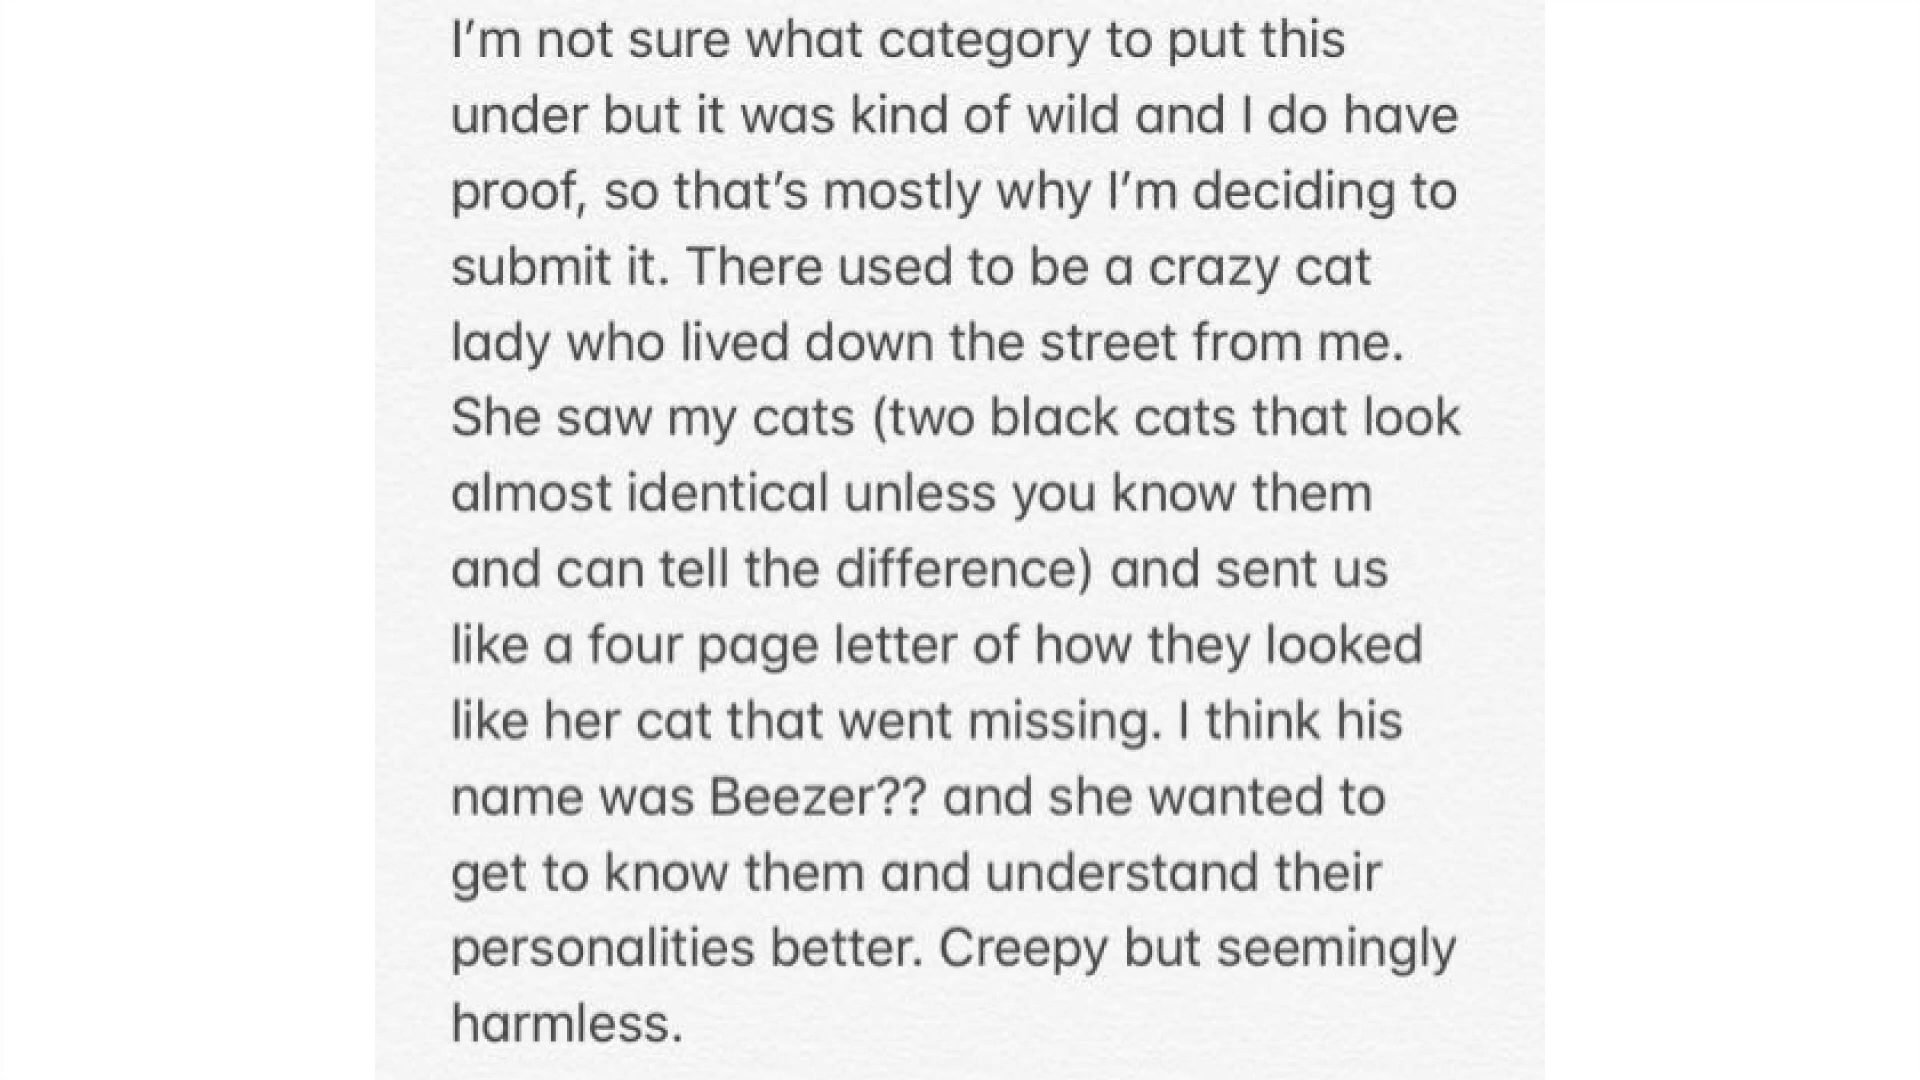 I’m not sure what category to put this
under but it was kind of wild and I do have
proof, so that’s mostly why I’m deciding to
submit it. There used to be a crazy cat
lady who lived down the street from me.
She saw my cats (two black cats that look
almost identical unless you know them
and can tell the difference) and sent us
like a four page letter of how they looked
like her cat that went missing. I think his
name was Beezer?? and she wanted to
get to know them and understand their
personalities better. Creepy but seemingly
harmless.